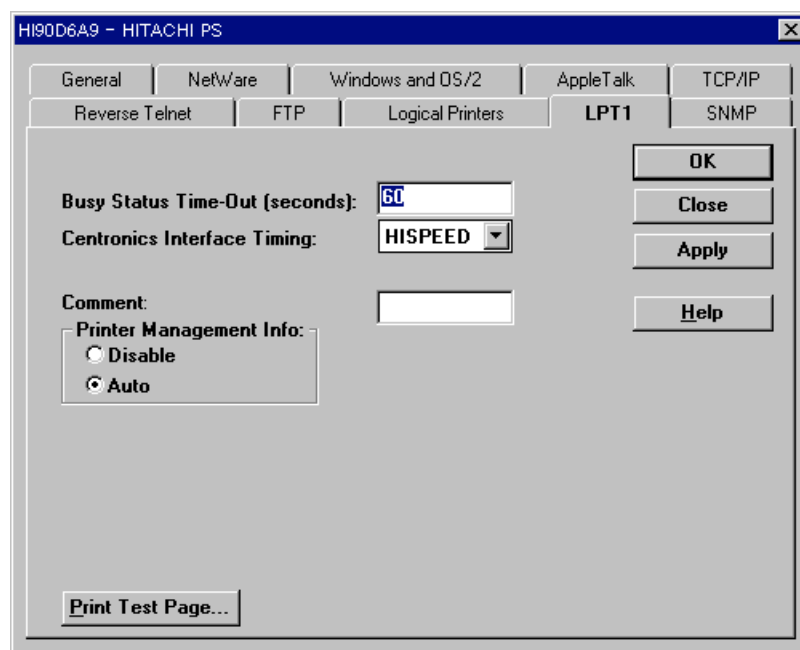 HI90D6A9 - HITACHI PS
General NetWare Windows and OS/2 AppleTalk TCP/IP
Reverse Telnet FTP Logical Printers LPT1 SNMP
OK
Busy Status Time-Out (seconds): 60
Close
Centronics Interface Timing: HISPEED
Apply
Comment:
Help
Printer Management Info:
Disable
Auto
Print Test Page...